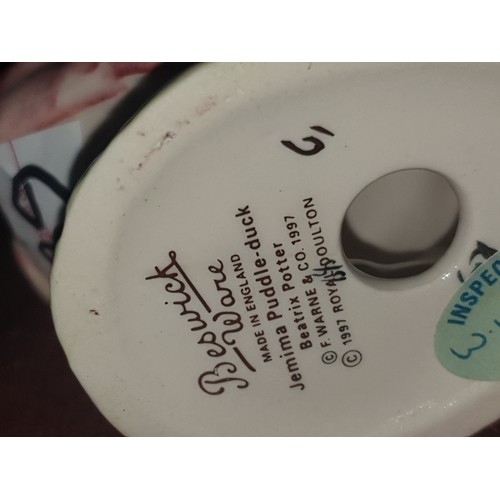 Beswick
Ware
MADE IN ENGLAND
Jemima Puddle-duck
Beatrix Potter
© F. WARNE & CO. 1997
© 1997 ROYAL DOULTON
INSPE